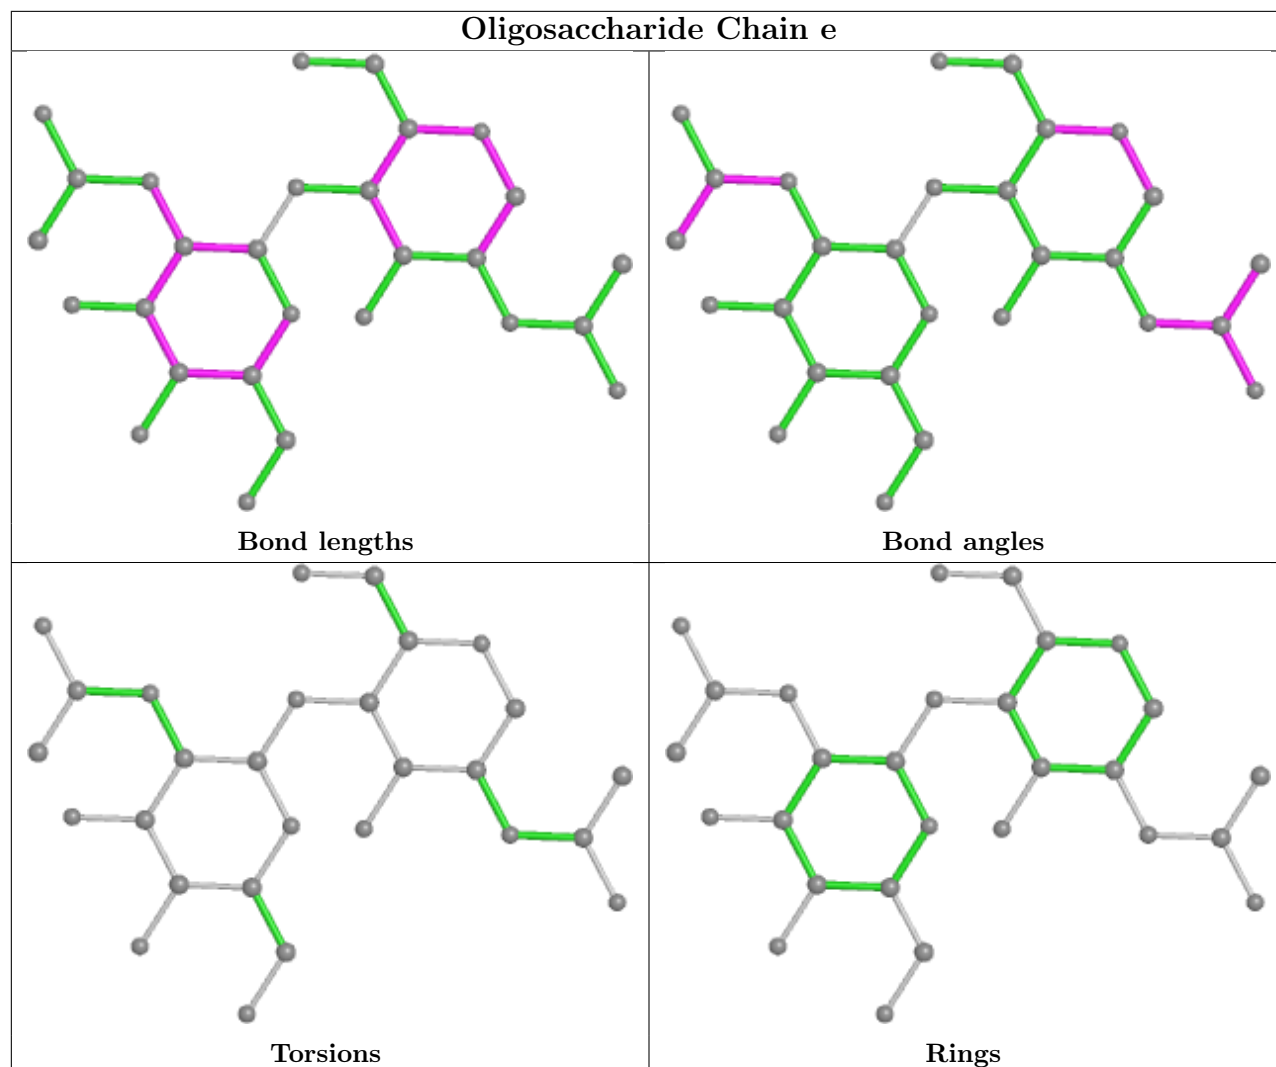 Oligosaccharide Chain e
Bond lengths
Bond angles
Torsions
Rings